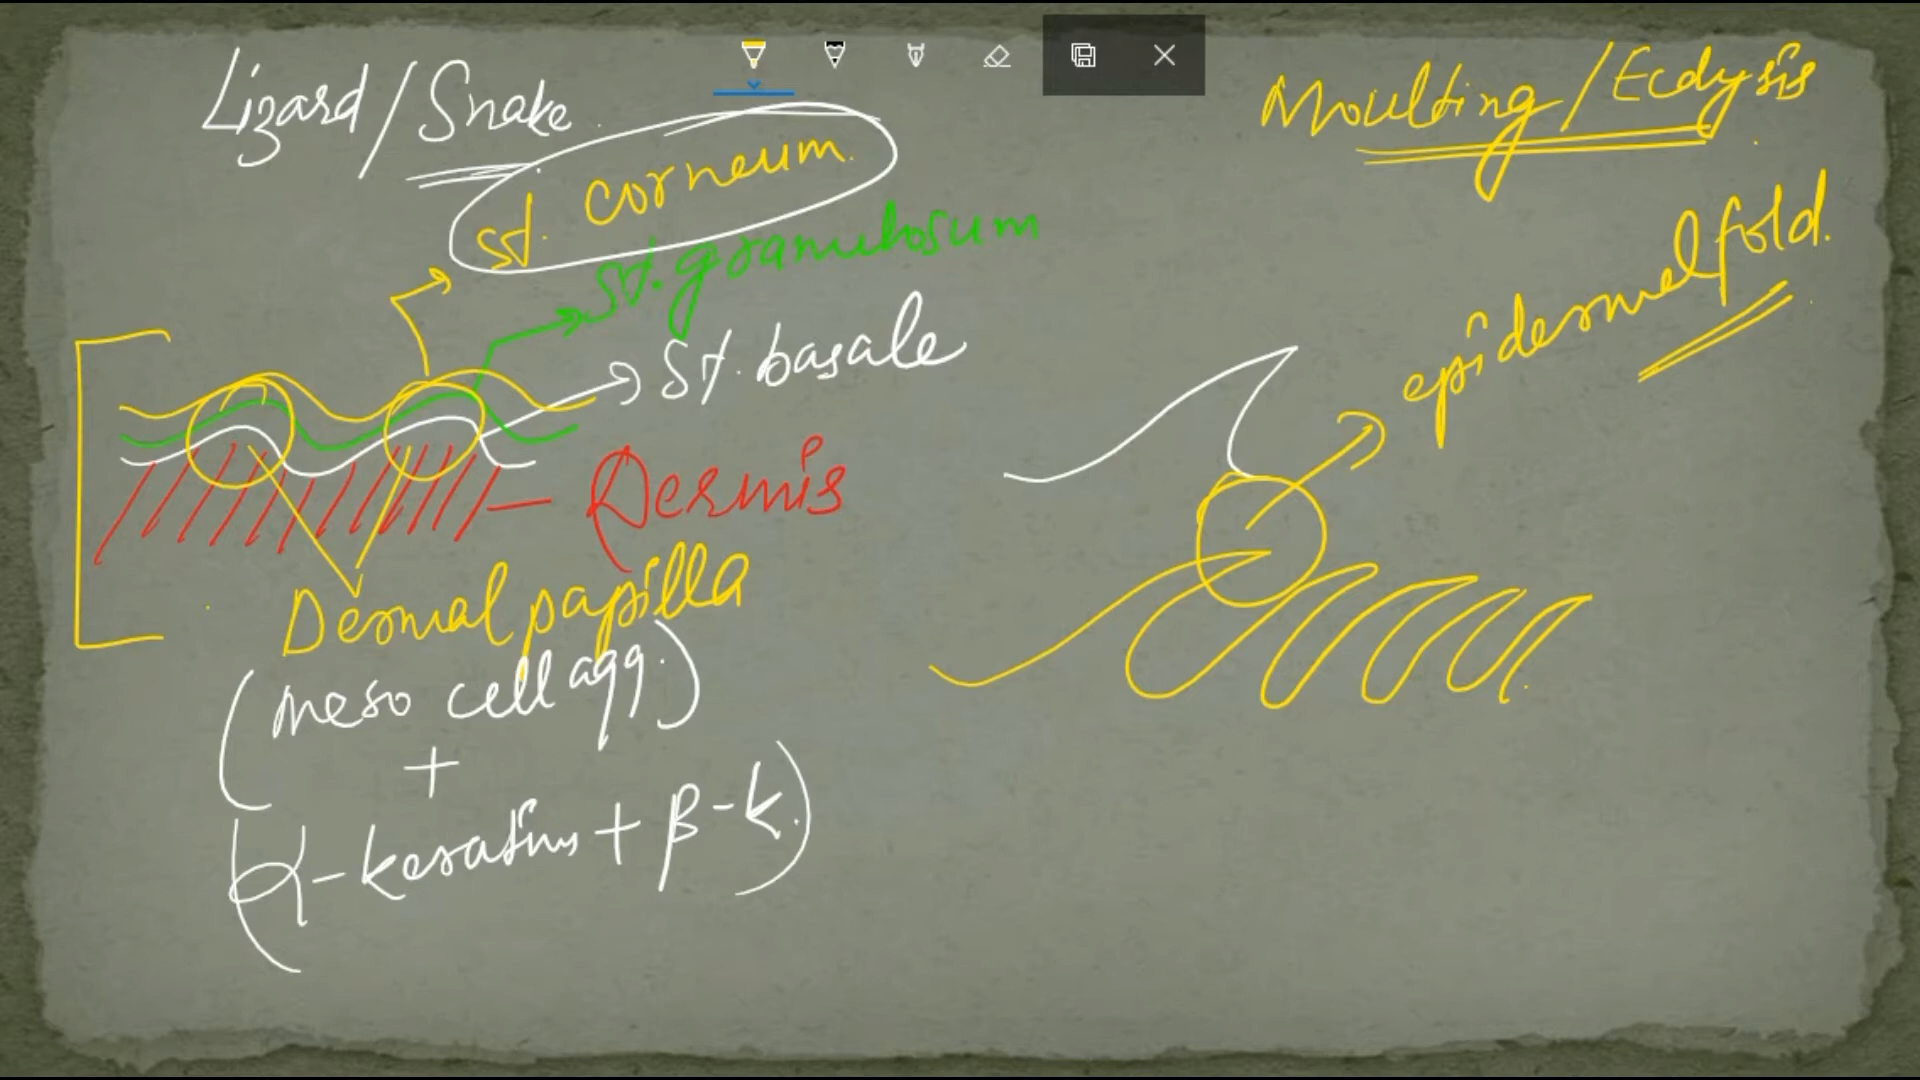 Lizard/Snake
Moulting/Ecdysis
st. corneum.
st. granulosum
st. basale
epidermal fold.
Dermis
Dermal papilla
(meso cell agg.)
+
(α-keratins + β-k.)